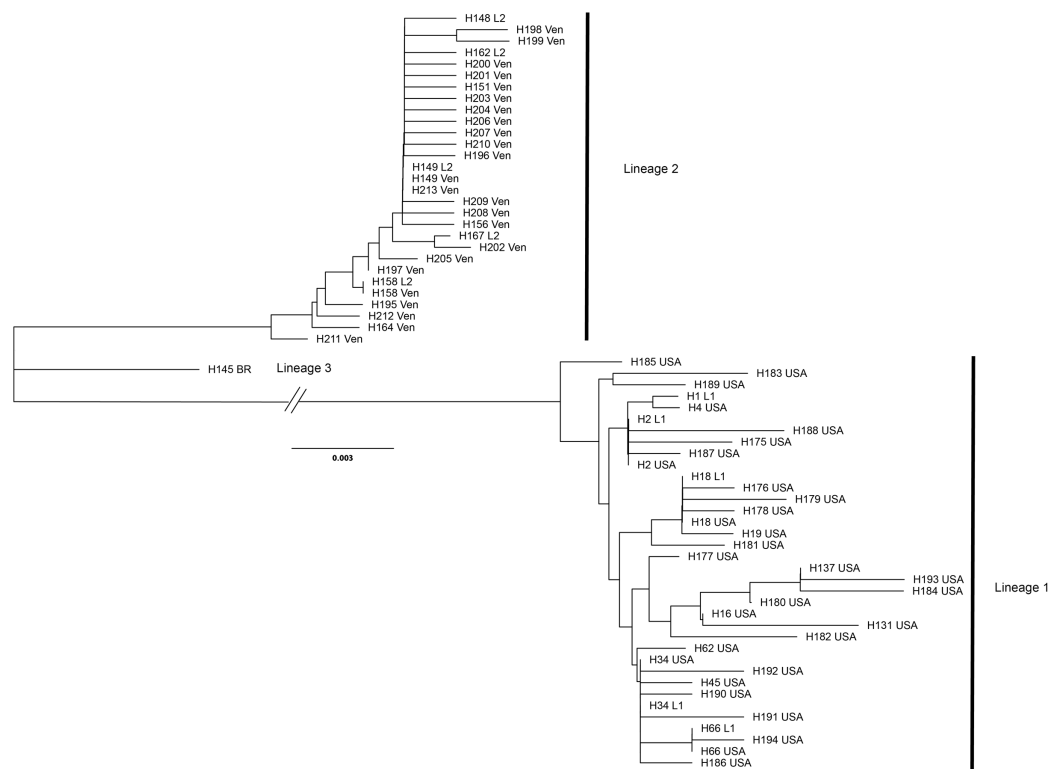 H148 L2
H198 Ven
H199 Ven
H162 L2
H200 Ven
H201 Ven
H151 Ven
H203 Ven
H204 Ven
H206 Ven
H207 Ven
H210 Ven
H196 Ven
H149 L2
H149 Ven
H213 Ven
H209 Ven
H208 Ven
H156 Ven
H167 L2
H202 Ven
H205 Ven
H197 Ven
H158 L2
H158 Ven
H195 Ven
H212 Ven
H164 Ven
H211 Ven
Lineage 2
H145 BR
Lineage 3
0.003
H185 USA
H183 USA
H189 USA
H1 L1
H4 USA
H2 L1
H188 USA
H175 USA
H187 USA
H2 USA
H18 L1
H176 USA
H179 USA
H178 USA
H18 USA
H19 USA
H181 USA
H177 USA
H137 USA
H193 USA
H184 USA
H180 USA
H16 USA
H131 USA
H182 USA
H62 USA
H34 USA
H192 USA
H45 USA
H190 USA
H34 L1
H191 USA
H66 L1
H194 USA
H66 USA
H186 USA
Lineage 1